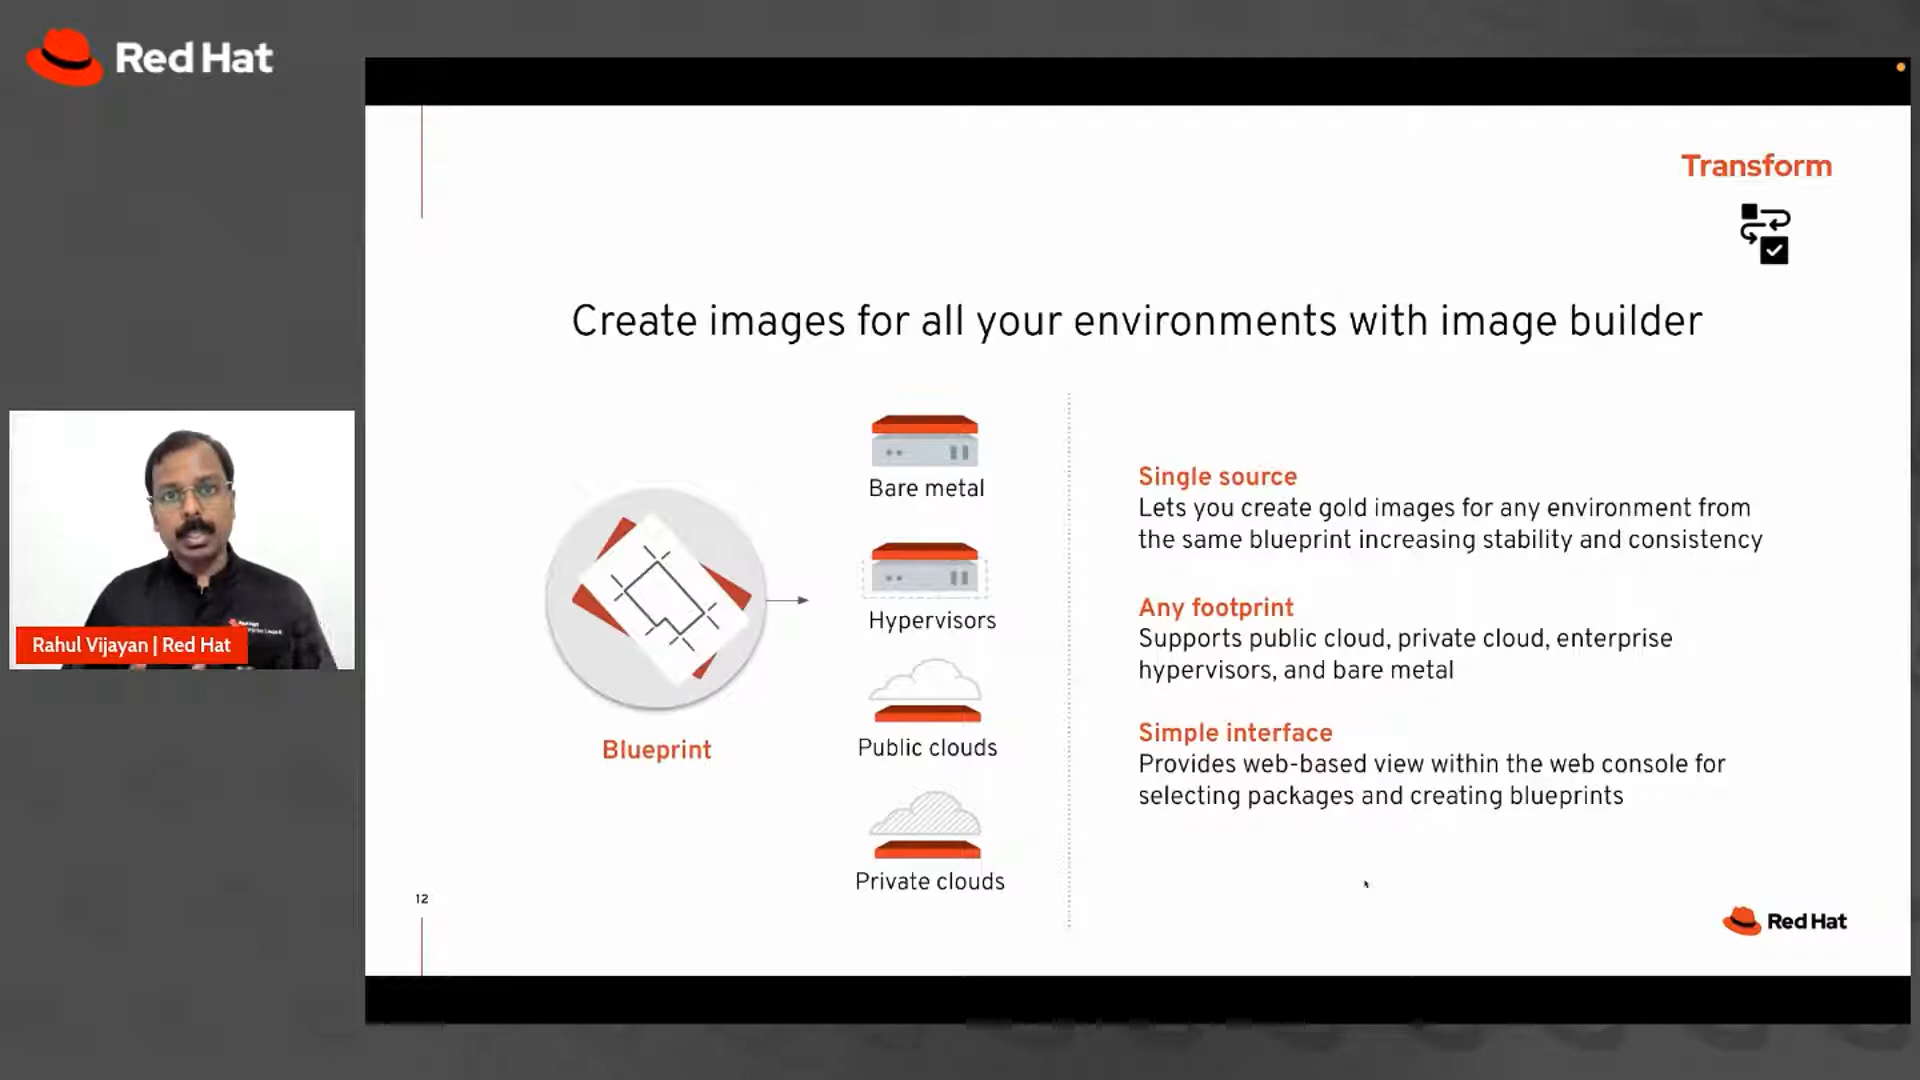 Red Hat
Transform
Create images for all your environments with image builder
Bare metal
Hypervisors
Public clouds
Private clouds
Blueprint
Single source
Lets you create gold images for any environment from
the same blueprint increasing stability and consistency
Any footprint
Supports public cloud, private cloud, enterprise
hypervisors, and bare metal
Simple interface
Provides web-based view within the web console for
selecting packages and creating blueprints
Rahul Vijayan | Red Hat
Red Hat
12
Red Hat